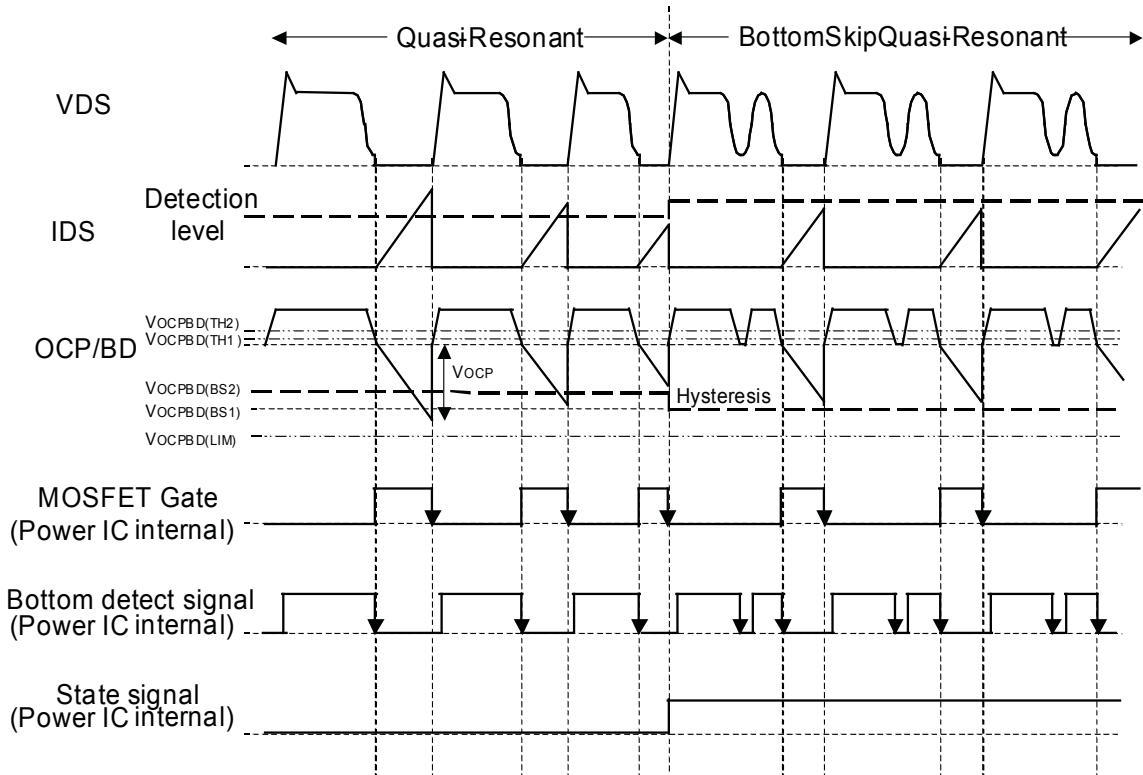 Quasi-Resonant
BottomSkipQuasi-Resonant
VDS
Detection
level
IDS
VOCPBD(TH2)
VOCPBD(TH1)
OCP/BD
VOCP
VOCPBD(BS2)
Hysteresis
VOCPBD(BS1)
VOCPBD(LIM)
MOSFET Gate
(Power IC internal)
Bottom detect signal
(Power IC internal)
State signal
(Power IC internal)